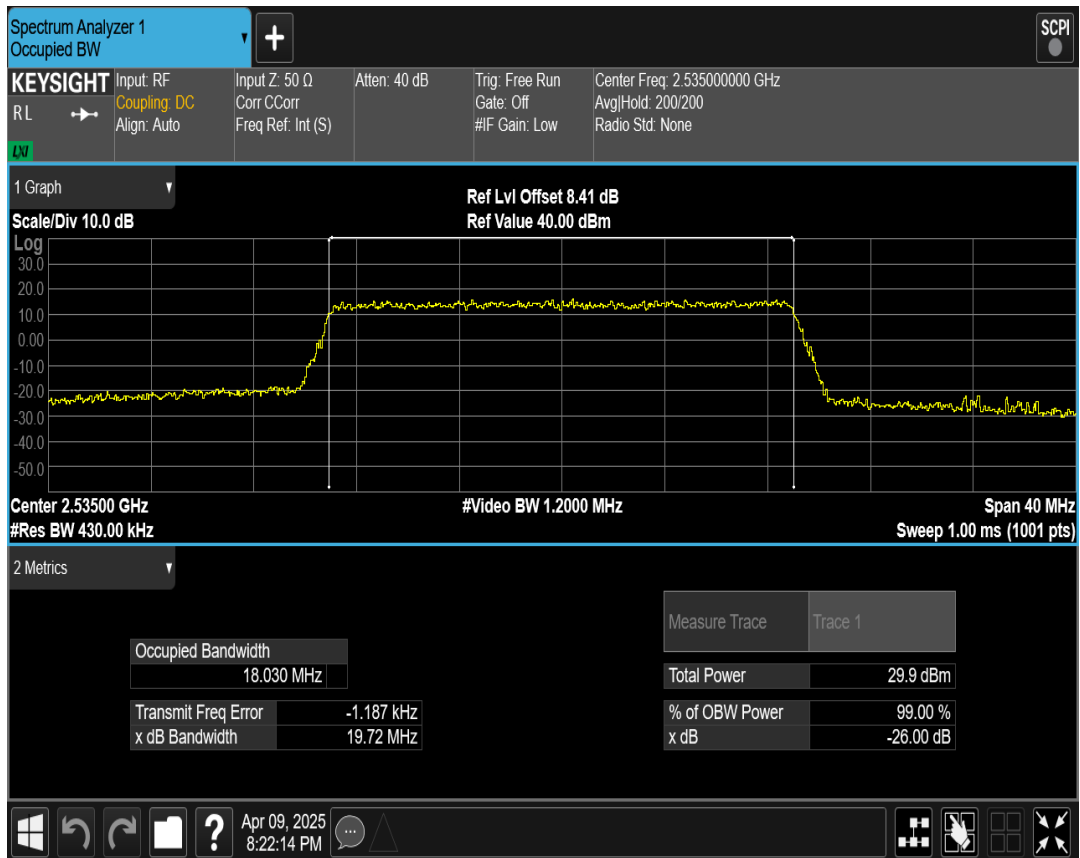 Spectrum Analyzer 1
Occupied BW
+
SCPI
KEYSIGHT
RL
LXI
Input: RF
Coupling: DC
Align: Auto
Input Z: 50 Ω
Corr CCorr
Freq Ref: Int (S)
Atten: 40 dB
Trig: Free Run
Gate: Off
#IF Gain: Low
Center Freq: 2.535000000 GHz
Avg|Hold: 200/200
Radio Std: None
1 Graph
Scale/Div 10.0 dB
Ref Lvl Offset 8.41 dB
Ref Value 40.00 dBm
Log
30.0
20.0
10.0
0.00
-10.0
-20.0
-30.0
-40.0
-50.0
Center 2.53500 GHz
#Res BW 430.00 kHz
#Video BW 1.2000 MHz
Span 40 MHz
Sweep 1.00 ms (1001 pts)
2 Metrics
Measure Trace Trace 1
Occupied Bandwidth
18.030 MHz
Total Power 29.9 dBm
Transmit Freq Error -1.187 kHz
% of OBW Power 99.00 %
x dB Bandwidth 19.72 MHz
x dB -26.00 dB
?
Apr 09, 2025
8:22:14 PM